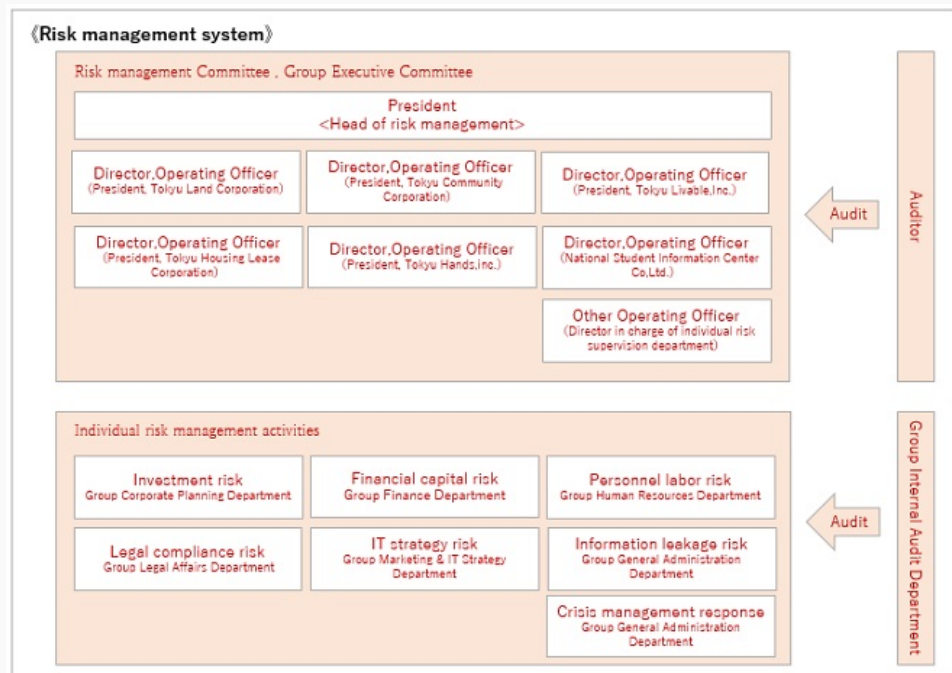 《Risk management system》
Risk management Committee , Group Executive Committee
President
<Head of risk management>
Director,Operating Officer
(President, Tokyu Land Corporation)
Director,Operating Officer
(President, Tokyu Community
Corporation)
Director,Operating Officer
(President, Tokyu Livable,Inc.)
Director,Operating Officer
(President, Tokyu Housing Lease
Corporation)
Director,Operating Officer
(President, Tokyu Hands,inc.)
Director,Operating Officer
(National Student Information Center
Co,Ltd.)
Other Operating Officer
(Director in charge of individual risk
supervision department)
Audit
Auditor
Individual risk management activities
Investment risk
Group Corporate Planning Department
Financial capital risk
Group Finance Department
Personnel labor risk
Group Human Resources Department
Legal compliance risk
Group Legal Affairs Department
IT strategy risk
Group Marketing & IT Strategy
Department
Information leakage risk
Group General Administration
Department
Crisis management response
Group General Administration
Department
Audit
Group Internal Audit Department